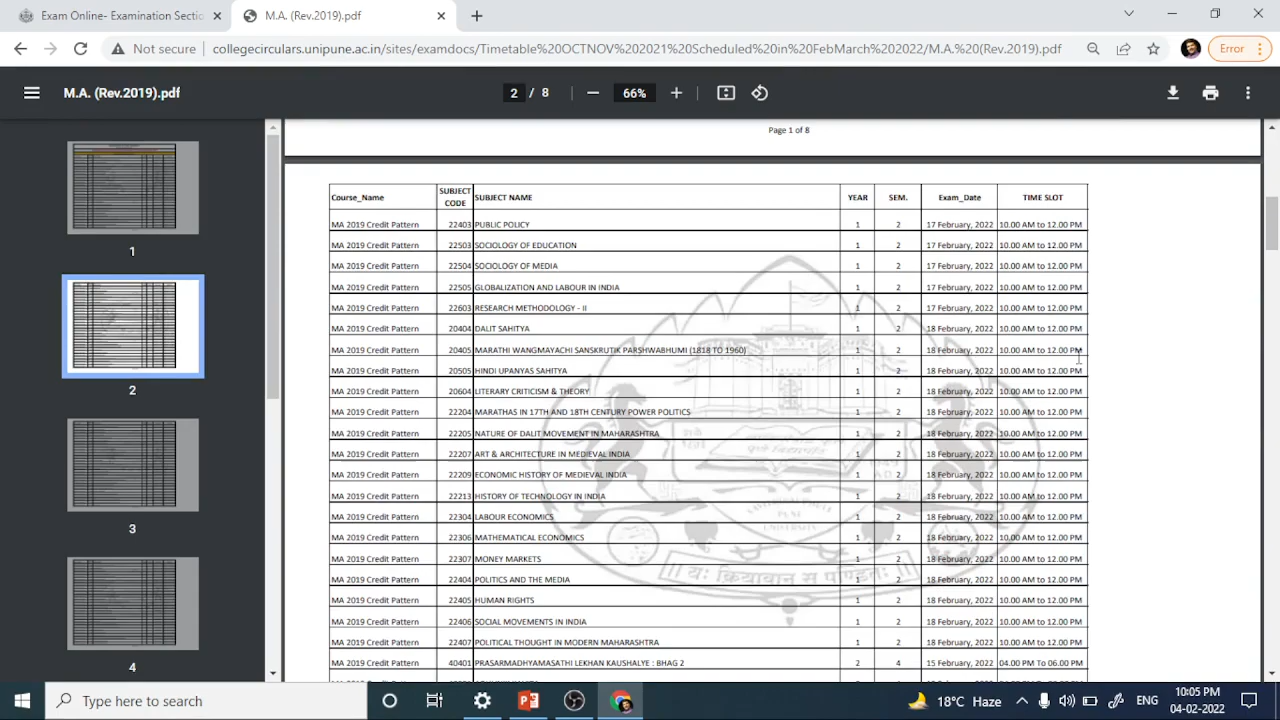 Exam Online- Examination Sectio
M.A. (Rev.2019).pdf
Not secure
collegecirculars.unipune.ac.in/sites/examdocs/Timetable%20OCTNOV%202021%20Scheduled%20in%20FebMarch%202022/M.A.%20(Rev.2019).pdf
Error
M.A. (Rev.2019).pdf
2 / 8
66%
1
2
3
4
Page 1 of 8
Course_Name SUBJECT CODE SUBJECT NAME YEAR SEM. Exam_Date TIME SLOT
MA 2019 Credit Pattern 22403 PUBLIC POLICY 1 2 17 February, 2022 10.00 AM to 12.00 PM
MA 2019 Credit Pattern 22503 SOCIOLOGY OF EDUCATION 1 2 17 February, 2022 10.00 AM to 12.00 PM
MA 2019 Credit Pattern 22504 SOCIOLOGY OF MEDIA 1 2 17 February, 2022 10.00 AM to 12.00 PM
MA 2019 Credit Pattern 22505 GLOBALIZATION AND LABOUR IN INDIA 1 2 17 February, 2022 10.00 AM to 12.00 PM
MA 2019 Credit Pattern 22603 RESEARCH METHODOLOGY - II 1 2 17 February, 2022 10.00 AM to 12.00 PM
MA 2019 Credit Pattern 20404 DALIT SAHITYA 1 2 18 February, 2022 10.00 AM to 12.00 PM
MA 2019 Credit Pattern 20405 MARATHI WANGMAYACHI SANSKRUTIK PARSHWABHUMI (1818 TO 1960) 1 2 18 February, 2022 10.00 AM to 12.00 PM
MA 2019 Credit Pattern 20505 HINDI UPANYAS SAHITYA 1 2 18 February, 2022 10.00 AM to 12.00 PM
MA 2019 Credit Pattern 20604 LITERARY CRITICISM & THEORY 1 2 18 February, 2022 10.00 AM to 12.00 PM
MA 2019 Credit Pattern 22204 MARATHAS IN 17TH AND 18TH CENTURY POWER POLITICS 1 2 18 February, 2022 10.00 AM to 12.00 PM
MA 2019 Credit Pattern 22205 NATURE OF DALIT MOVEMENT IN MAHARASHTRA 1 2 18 February, 2022 10.00 AM to 12.00 PM
MA 2019 Credit Pattern 22207 ART & ARCHITECTURE IN MEDIEVAL INDIA 1 2 18 February, 2022 10.00 AM to 12.00 PM
MA 2019 Credit Pattern 22209 ECONOMIC HISTORY OF MEDIEVAL INDIA 1 2 18 February, 2022 10.00 AM to 12.00 PM
MA 2019 Credit Pattern 22213 HISTORY OF TECHNOLOGY IN INDIA 1 2 18 February, 2022 10.00 AM to 12.00 PM
MA 2019 Credit Pattern 22304 LABOUR ECONOMICS 1 2 18 February, 2022 10.00 AM to 12.00 PM
MA 2019 Credit Pattern 22306 MATHEMATICAL ECONOMICS 1 2 18 February, 2022 10.00 AM to 12.00 PM
MA 2019 Credit Pattern 22307 MONEY MARKETS 1 2 18 February, 2022 10.00 AM to 12.00 PM
MA 2019 Credit Pattern 22404 POLITICS AND THE MEDIA 1 2 18 February, 2022 10.00 AM to 12.00 PM
MA 2019 Credit Pattern 22405 HUMAN RIGHTS 1 2 18 February, 2022 10.00 AM to 12.00 PM
MA 2019 Credit Pattern 22406 SOCIAL MOVEMENTS IN INDIA 1 2 18 February, 2022 10.00 AM to 12.00 PM
MA 2019 Credit Pattern 22407 POLITICAL THOUGHT IN MODERN MAHARASHTRA 1 2 18 February, 2022 10.00 AM to 12.00 PM
MA 2019 Credit Pattern 40401 PRASARMADHYAMASATHI LEKHAN KAUSHALYE : BHAG 2 2 4 15 February, 2022 04.00 PM To 06.00 PM
UNIVERSITY
यः क्रियावान स पण्डितः
Type here to search
18°C Haze
ENG
10:05 PM
04-02-2022